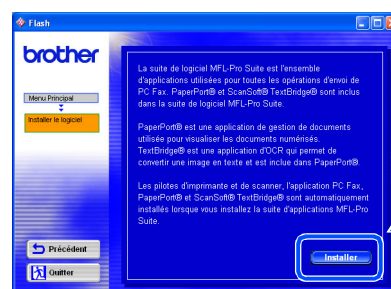 Flash
brother
Menu Principal
Installer le logiciel
La suite de logiciel MFL-Pro Suite est l'ensemble
d'applications utilisées pour toutes les opérations d'envoi de
PC Fax. PaperPort® et ScanSoft® TextBridge® sont inclus
dans la suite de logiciel MFL-Pro Suite.
PaperPort® est une application de gestion de documents
utilisée pour visualiser les documents numérisés.
TextBridge® est une application d'OCR qui permet de
convertir une image en texte et est incluse dans PaperPort®.
Les pilotes d'imprimante et de scanner, l'application PC Fax,
PaperPort® et ScanSoft® TextBridge® sont automatiquement
installés lorsque vous installez la suite d'applications MFL-Pro
Suite.
Précédent
Quitter
Installer